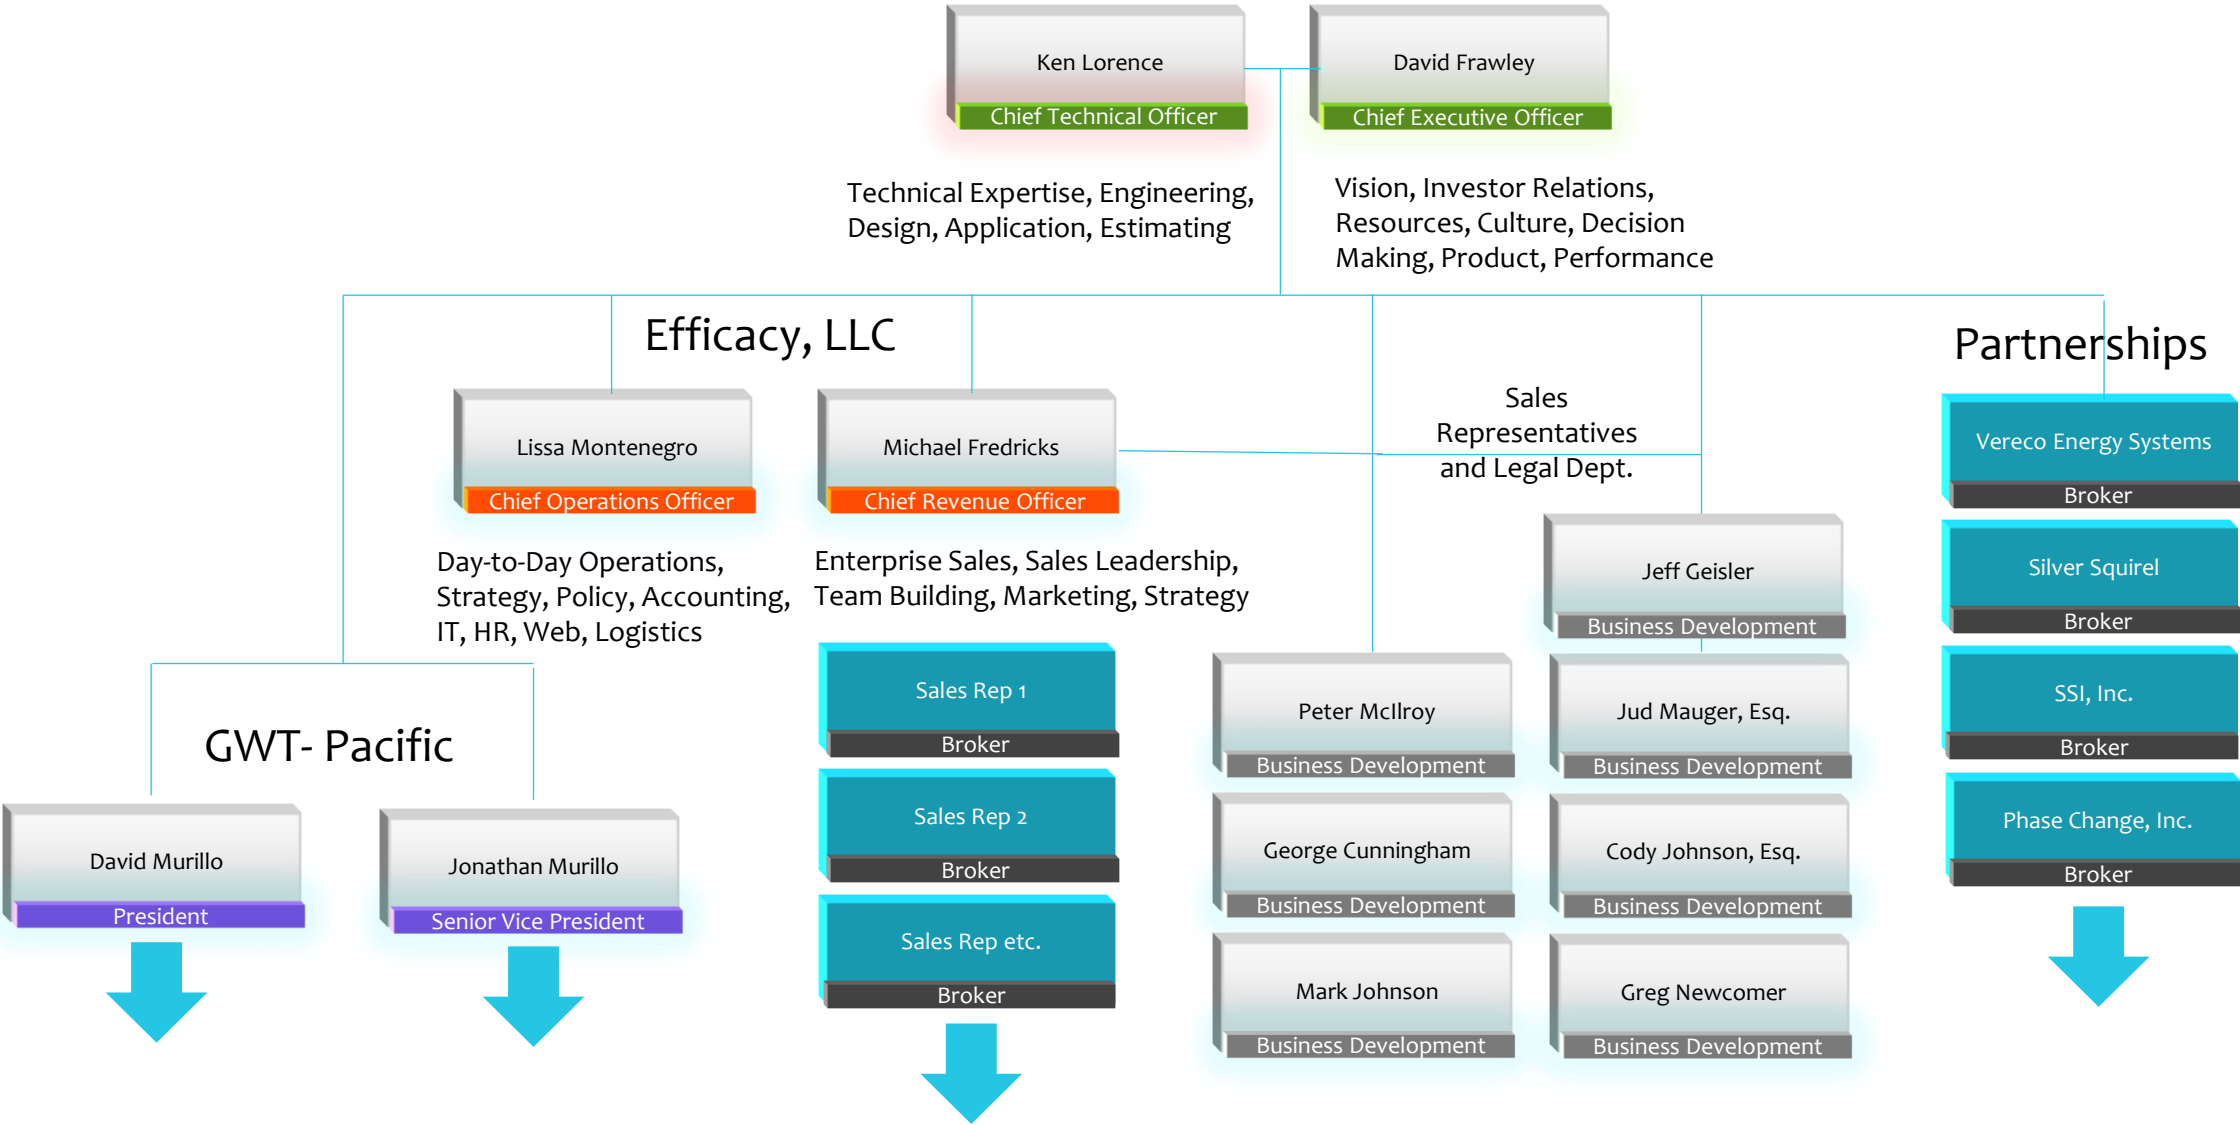 Ken Lorence
Chief Technical Officer
David Frawley
Chief Executive Officer
Technical Expertise, Engineering,
Design, Application, Estimating
Vision, Investor Relations,
Resources, Culture, Decision
Making, Product, Performance
Efficacy, LLC
Lissa Montenegro
Chief Operations Officer
Day-to-Day Operations,
Strategy, Policy, Accounting,
IT, HR, Web, Logistics
Michael Fredricks
Chief Revenue Officer
Enterprise Sales, Sales Leadership,
Team Building, Marketing, Strategy
Sales Rep 1
Broker
Sales Rep 2
Broker
Sales Rep etc.
Broker
GWT- Pacific
David Murillo
President
Jonathan Murillo
Senior Vice President
Sales
Representatives
and Legal Dept.
Jeff Geisler
Business Development
Peter McIlroy
Business Development
Jud Mauger, Esq.
Business Development
George Cunningham
Business Development
Cody Johnson, Esq.
Business Development
Mark Johnson
Business Development
Greg Newcomer
Business Development
Partnerships
Vereco Energy Systems
Broker
Silver Squirel
Broker
SSI, Inc.
Broker
Phase Change, Inc.
Broker